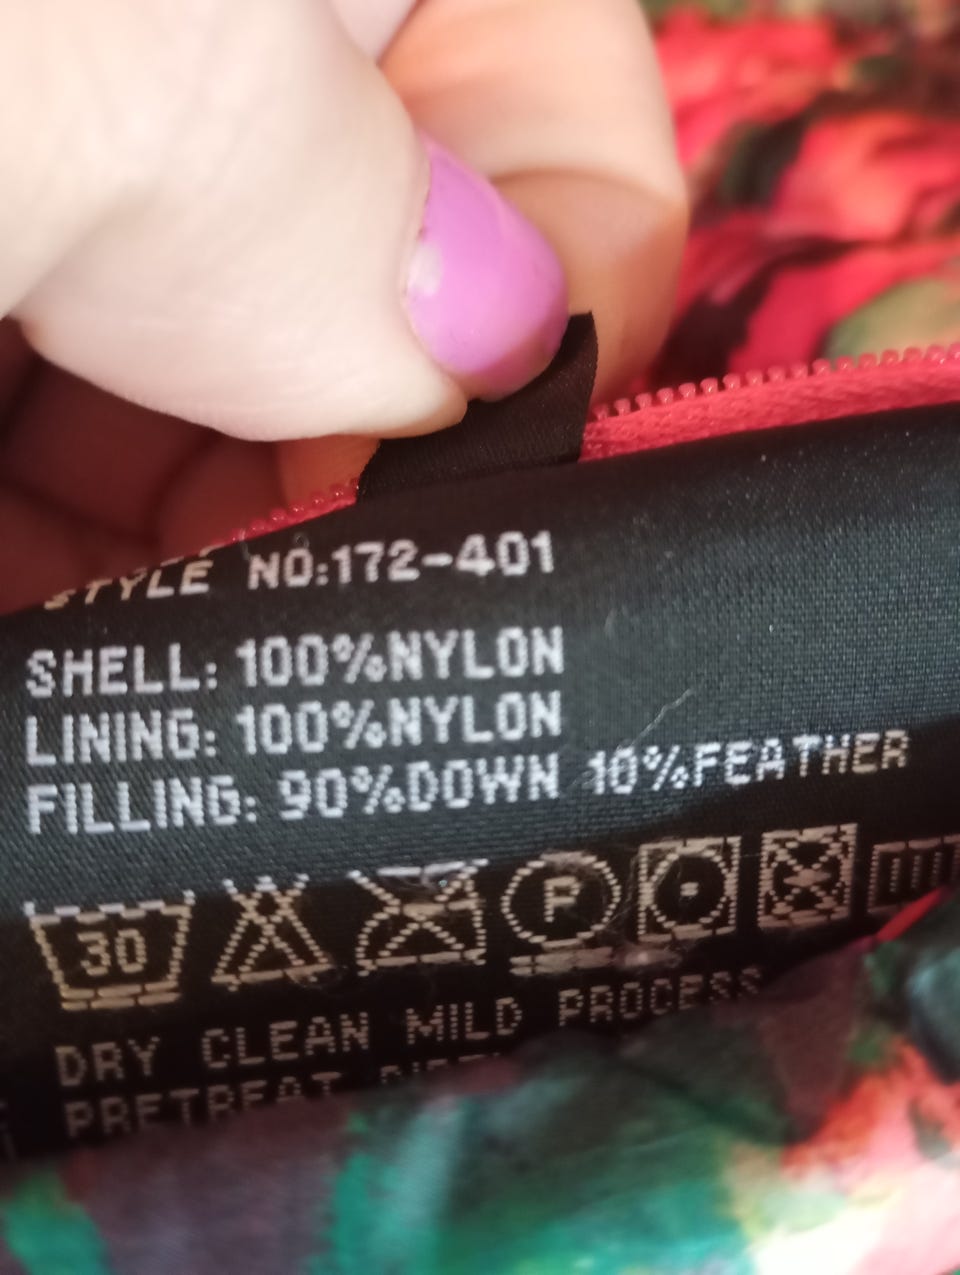 STYLE NO:172-401
SHELL: 100%NYLON
LINING: 100%NYLON
FILLING: 90%DOWN 10%FEATHER
30 P
DRY CLEAN MILD PROCESS
PRETREAT